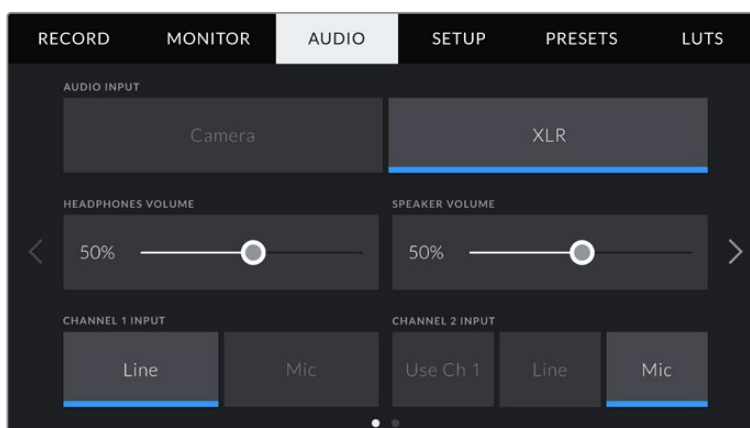 RECORD MONITOR AUDIO SETUP PRESETS LUTS
AUDIO INPUT
Camera XLR
HEADPHONES VOLUME SPEAKER VOLUME
50% 50%
CHANNEL 1 INPUT CHANNEL 2 INPUT
Line Mic Use Ch 1 Line Mic